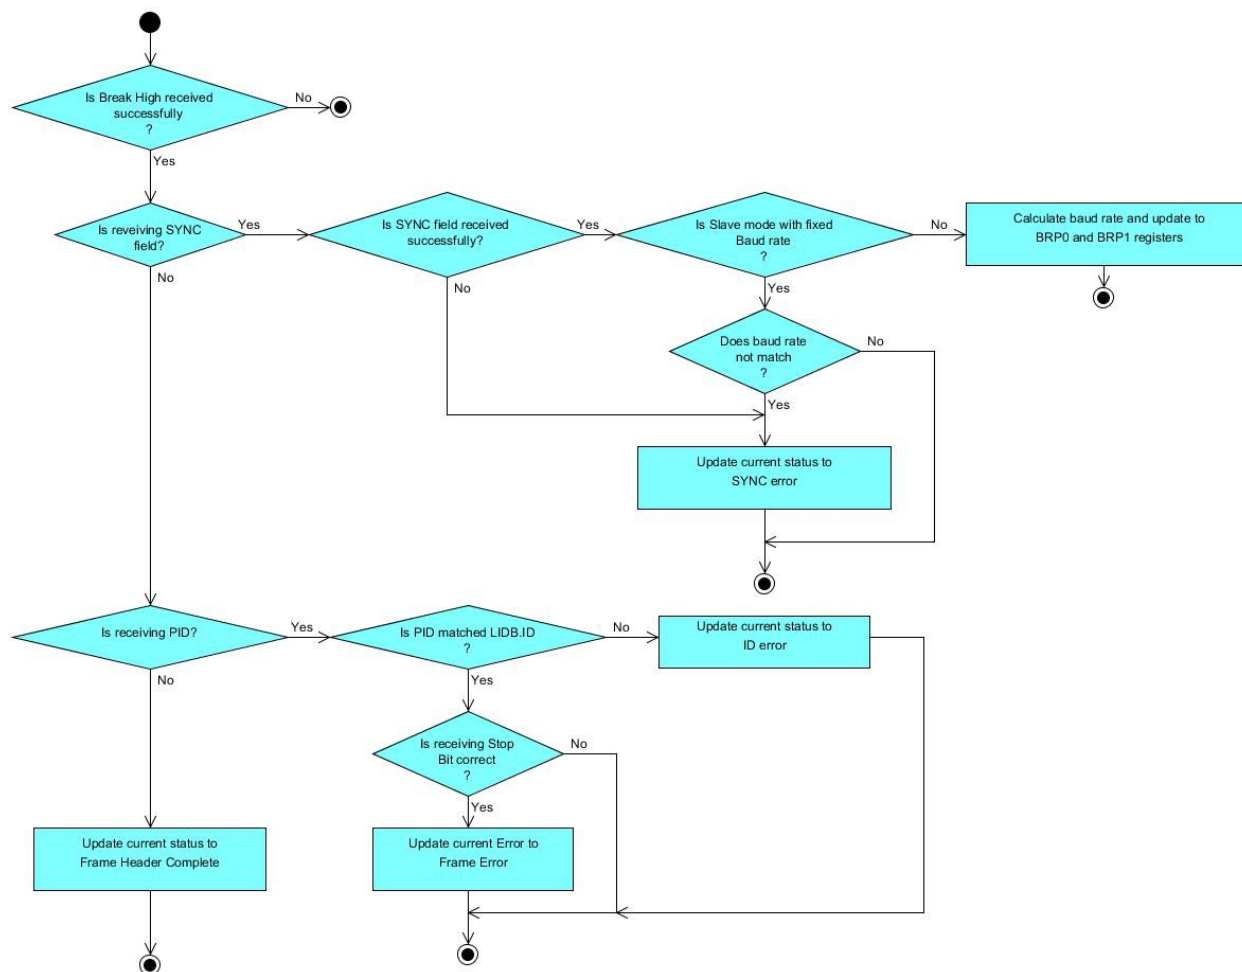 Is Break High received
successfully
?
No
Yes
Is reveiving SYNC
field?
Yes
Is SYNC field received
successfully?
Yes
Is Slave mode with fixed
Baud rate
?
No
Calculate baud rate and update to
BRP0 and BRP1 registers
No
No
Yes
Does baud rate
not match
?
No
Yes
Update current status to
SYNC error
Is receiving PID?
Yes
Is PID matched LIDB.ID
?
No
Update current status to
ID error
No
Yes
Is receiving Stop
Bit correct
?
No
Yes
Update current status to
Frame Header Complete
Update current Error to
Frame Error